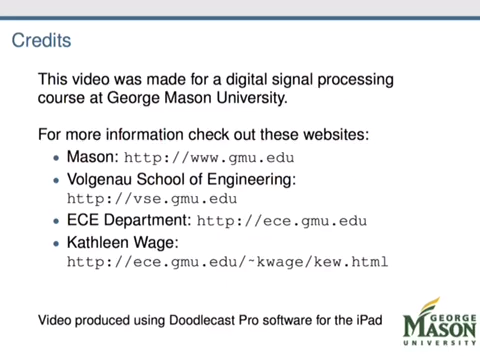 Credits
This video was made for a digital signal processing
course at George Mason University.
For more information check out these websites:
• Mason: http://www.gmu.edu
• Volgenau School of Engineering:
http://vse.gmu.edu
• ECE Department: http://ece.gmu.edu
• Kathleen Wage:
http://ece.gmu.edu/~kwage/kew.html
Video produced using Doodlecast Pro software for the iPad
GEORGE
MASON
UNIVERSITY